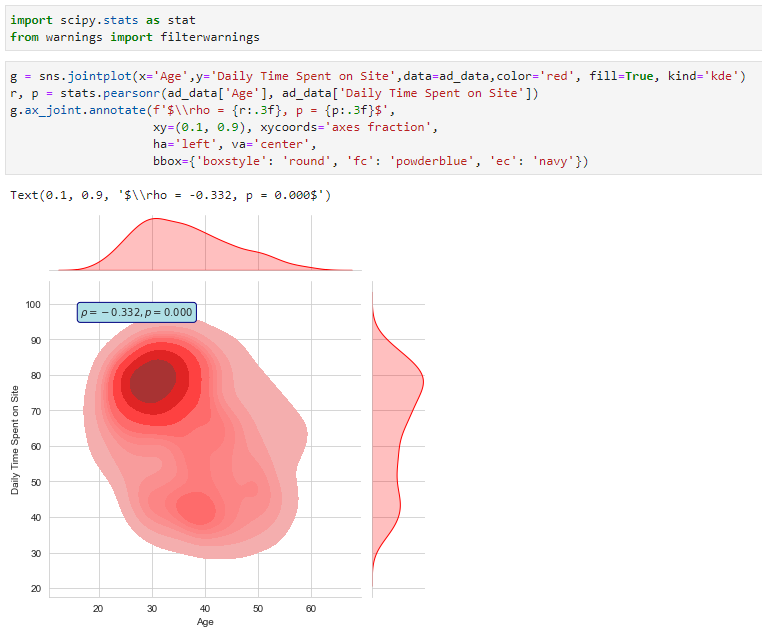 import scipy.stats as stat
from warnings import filterwarnings
g = sns.jointplot(x='Age',y='Daily Time Spent on Site',data=ad_data,color='red', fill=True, kind='kde')
r, p = stats.pearsonr(ad_data['Age'], ad_data['Daily Time Spent on Site'])
g.ax_joint.annotate(f'$\\rho = {r:.3f}, p = {p:.3f}$',
xy=(0.1, 0.9), xycoords='axes fraction',
ha='left', va='center',
bbox={'boxstyle': 'round', 'fc': 'powderblue', 'ec': 'navy'})
Text(0.1, 0.9, '$\\rho = -0.332, p = 0.000$')
ρ = − 0.332, p = 0.000
100
90
80
70
60
50
40
30
20
Daily Time Spent on Site
20 30 40 50 60
Age